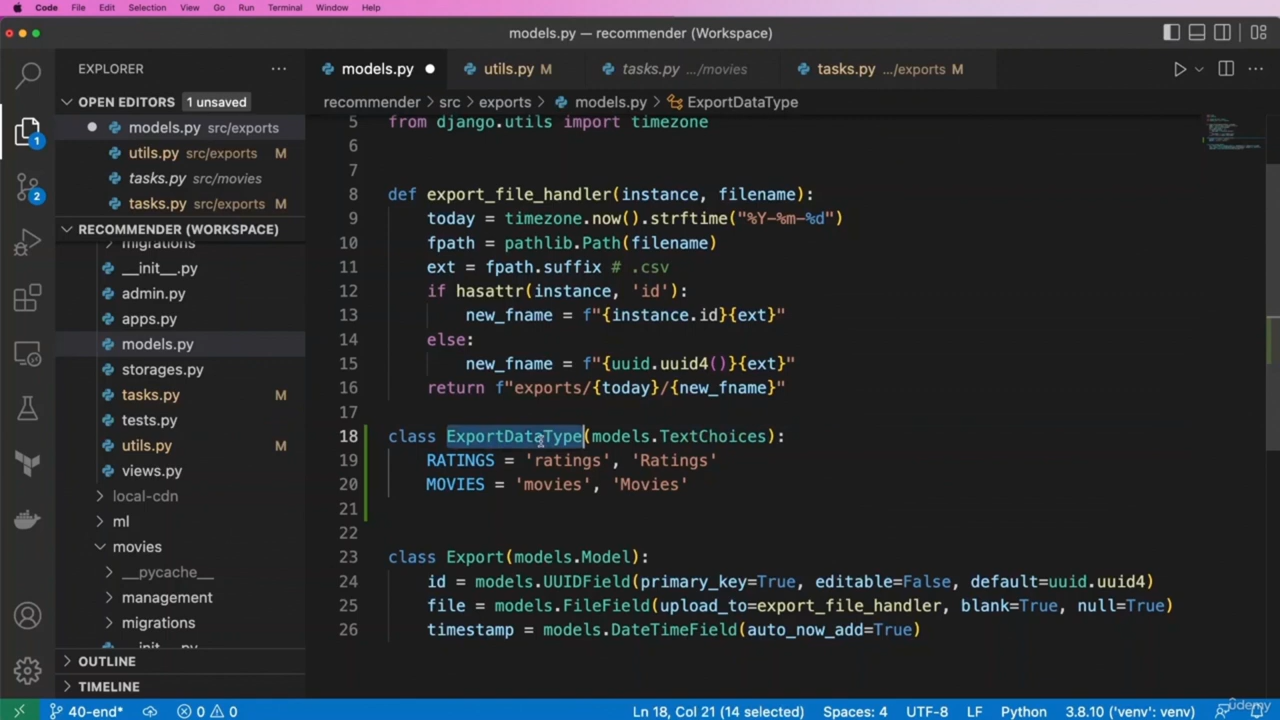 Code File Edit Selection View Go Run Terminal Window Help
models.py — recommender (Workspace)
EXPLORER
models.py utils.py M tasks.py .../movies tasks.py .../exports M
OPEN EDITORS 1 unsaved
recommender > src > exports > models.py > ExportDataType
models.py src/exports
utils.py src/exports M
tasks.py src/movies
tasks.py src/exports M
RECOMMENDER (WORKSPACE)
migrations
__init__.py
admin.py
apps.py
models.py
storages.py
tasks.py M
tests.py
utils.py M
views.py
local-cdn
ml
movies
__pycache__
management
migrations
__init__.py
OUTLINE
TIMELINE
1
2
5 from django.utils import timezone
6
7
8 def export_file_handler(instance, filename):
9 today = timezone.now().strftime("%Y-%m-%d")
10 fpath = pathlib.Path(filename)
11 ext = fpath.suffix # .csv
12 if hasattr(instance, 'id'):
13 new_fname = f"{instance.id}{ext}"
14 else:
15 new_fname = f"{uuid.uuid4()}{ext}"
16 return f"exports/{today}/{new_fname}"
17
18 class ExportDataType(models.TextChoices):
19 RATINGS = 'ratings', 'Ratings'
20 MOVIES = 'movies', 'Movies'
21
22
23 class Export(models.Model):
24 id = models.UUIDField(primary_key=True, editable=False, default=uuid.uuid4)
25 file = models.FileField(upload_to=export_file_handler, blank=True, null=True)
26 timestamp = models.DateTimeField(auto_now_add=True)
40-end* 0 0 Ln 18, Col 21 (14 selected) Spaces: 4 UTF-8 LF Python 3.8.10 ('venv': venv)
ûdemy